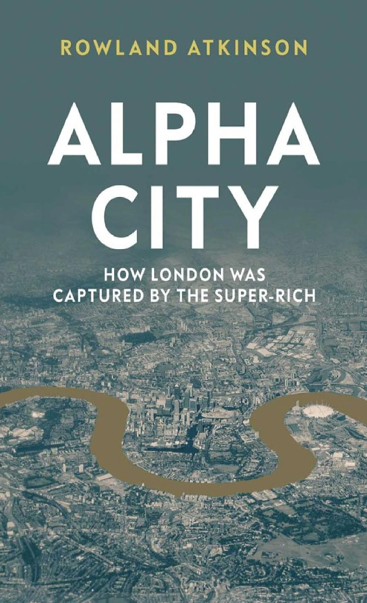 ROWLAND ATKINSON
ALPHA
CITY
HOW LONDON WAS
CAPTURED BY THE SUPER-RICH